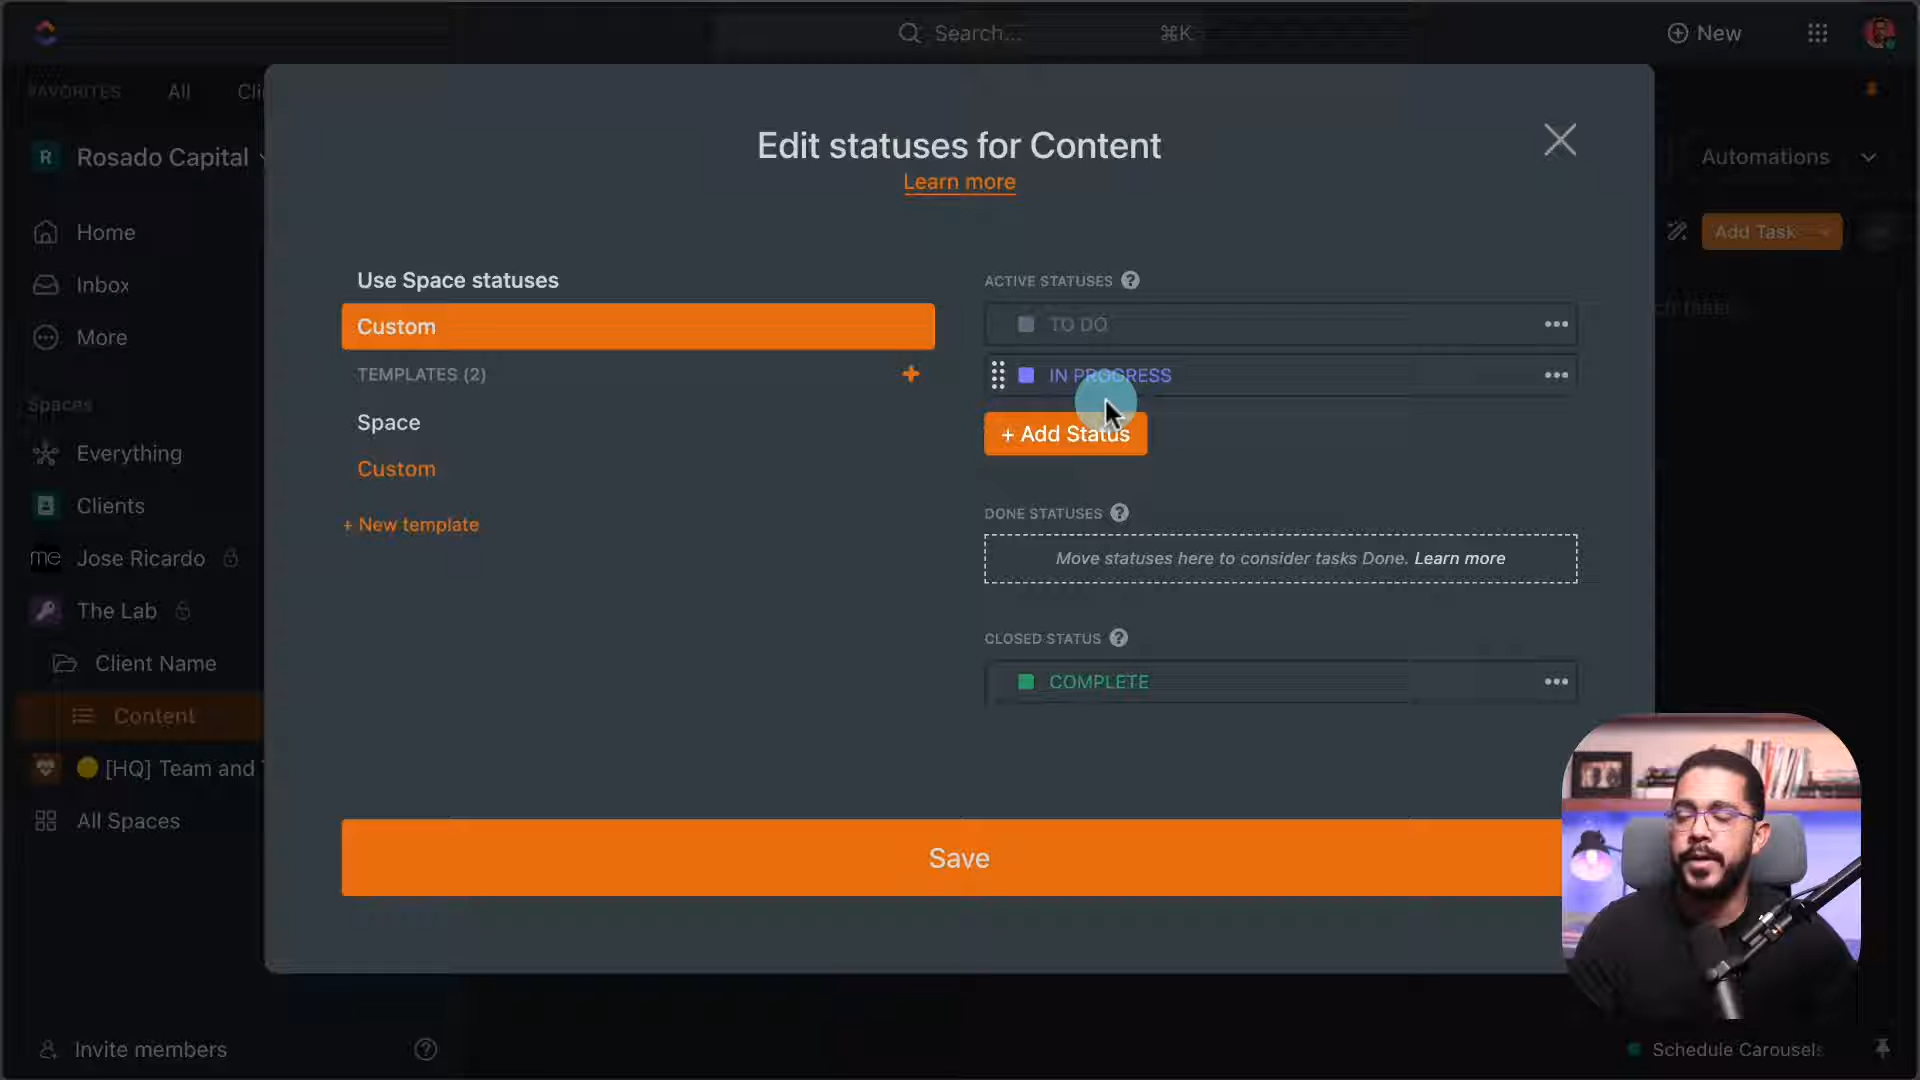 Search...
⌘K
New
FAVORITES
All
Cli
R
Rosado Capital
Home
Inbox
More
Spaces
Everything
Clients
me
Jose Ricardo
The Lab
Client Name
Content
[HQ] Team and
All Spaces
Invite members
Edit statuses for Content
Learn more
Use Space statuses
Custom
TEMPLATES (2)
+
Space
Custom
+ New template
ACTIVE STATUSES
TO DO
IN PROGRESS
+ Add Status
DONE STATUSES
Move statuses here to consider tasks Done. Learn more
CLOSED STATUS
COMPLETE
Save
Automations
Add Task
Schedule Carousels